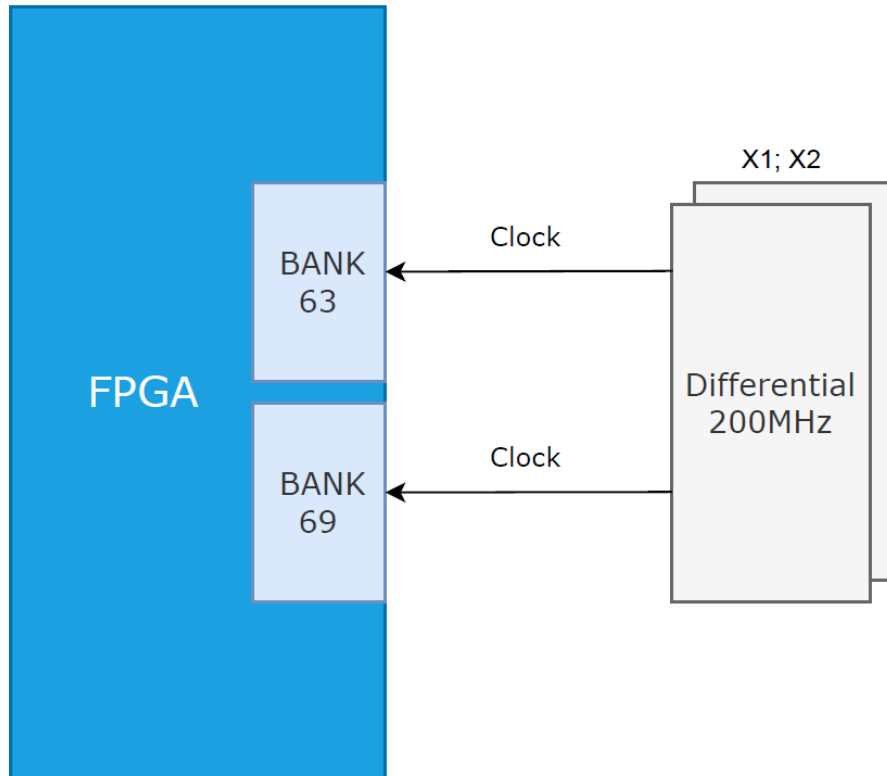 X1; X2
Clock
BANK
63
Differential
200MHz
FPGA
Clock
BANK
69